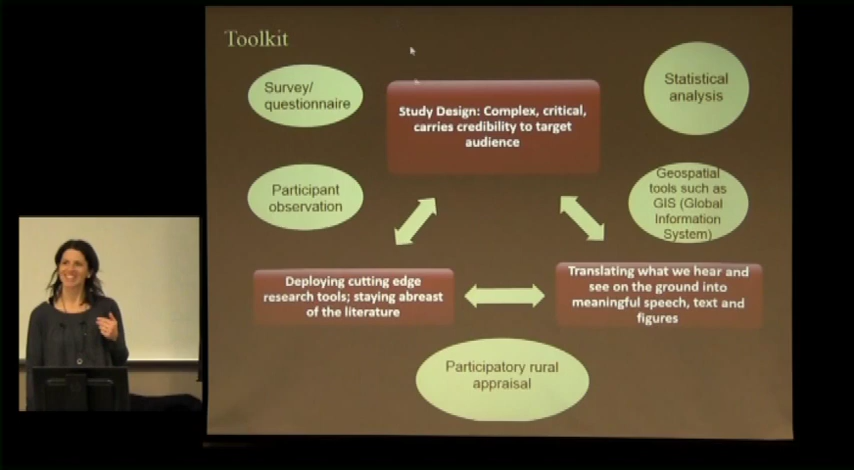 Toolkit
Survey/
questionnaire
Study Design: Complex, critical,
carries credibility to target
audience
Statistical
analysis
Participant
observation
Geospatial
tools such as
GIS (Global
Information
System)
Deploying cutting edge
research tools; staying abreast
of the literature
Translating what we hear and
see on the ground into
meaningful speech, text and
figures
Participatory rural
appraisal